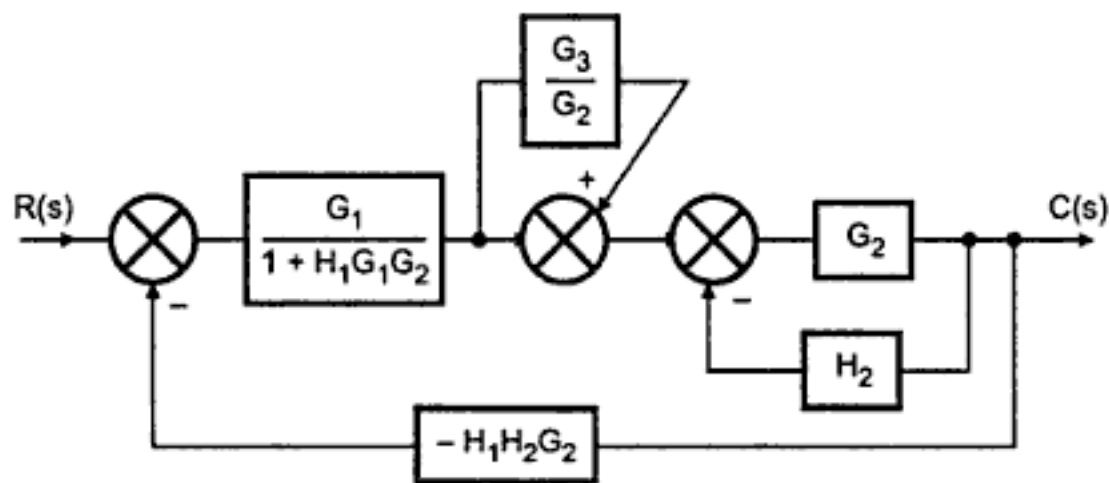 G₃
G₂
R(s)
G₁
1 + H₁G₁G₂
+
C(s)
G₂
−
−
H₂
− H₁H₂G₂